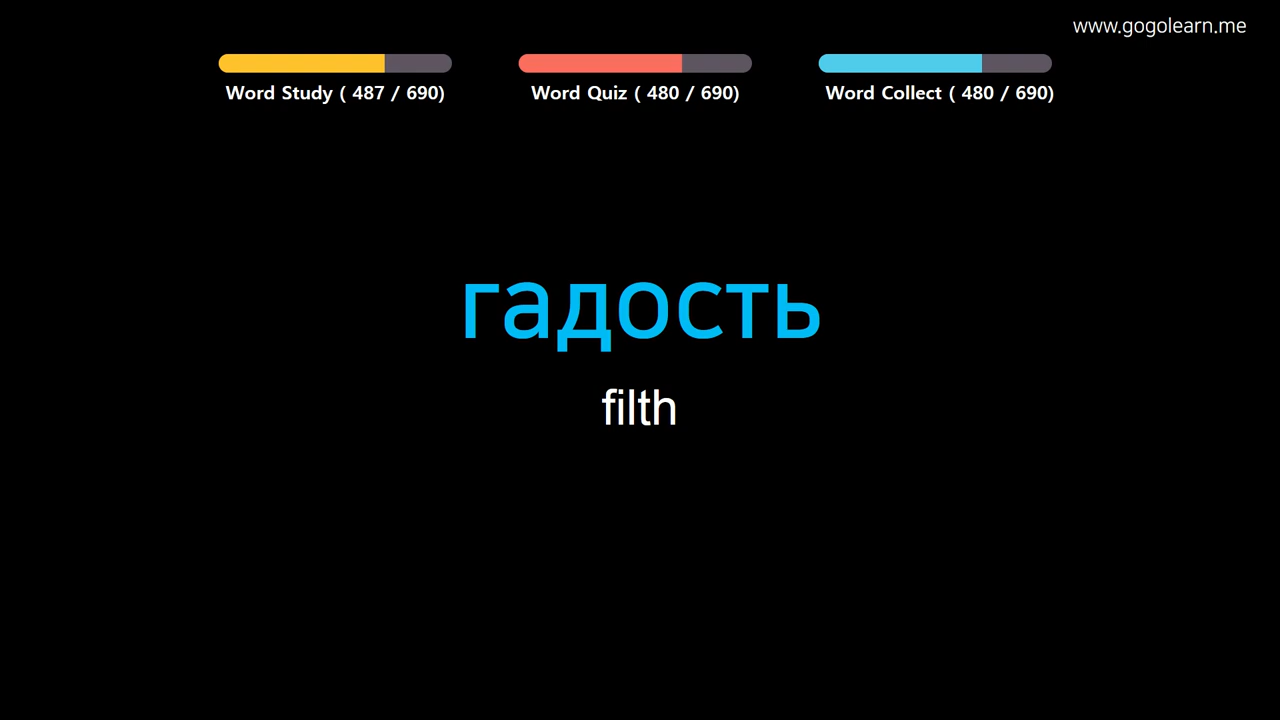 www.gogolearn.me
Word Study ( 487 / 690)
Word Quiz ( 480 / 690)
Word Collect ( 480 / 690)
гадость
filth